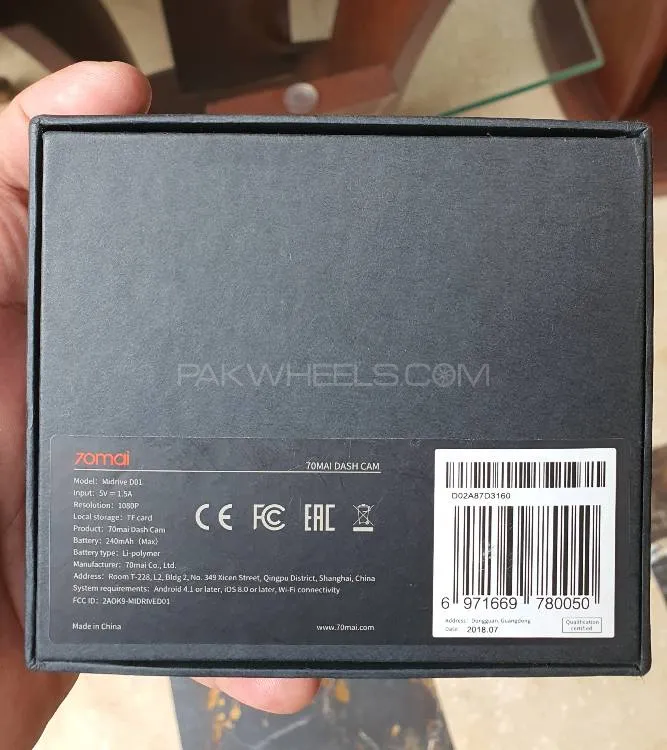 PAKWHEELS.COM
70mai
70MAI DASH CAM
Model: Midrive D01
Input: 5V = 1.5A
Resolution: 1080P
Local storage: TF card
Product: 70mai Dash Cam
Battery: 240mAh (Max)
Battery type: Li-polymer
Manufacturer: 70mai Co., Ltd.
Address: Room T-228, L2, Bldg 2, No. 349 Xicen Street, Qingpu District, Shanghai, China
System requirements: Android 4.1 or later, iOS 8.0 or later, Wi-Fi connectivity
FCC ID: 2AOK9-MIDRIVED01
Made in China
www.70mai.com
CE FC EAC
D02A87D3160
6 971669 780050
Address: Dongguan, Guangdong
Date: 2018.07
Qualification
certified